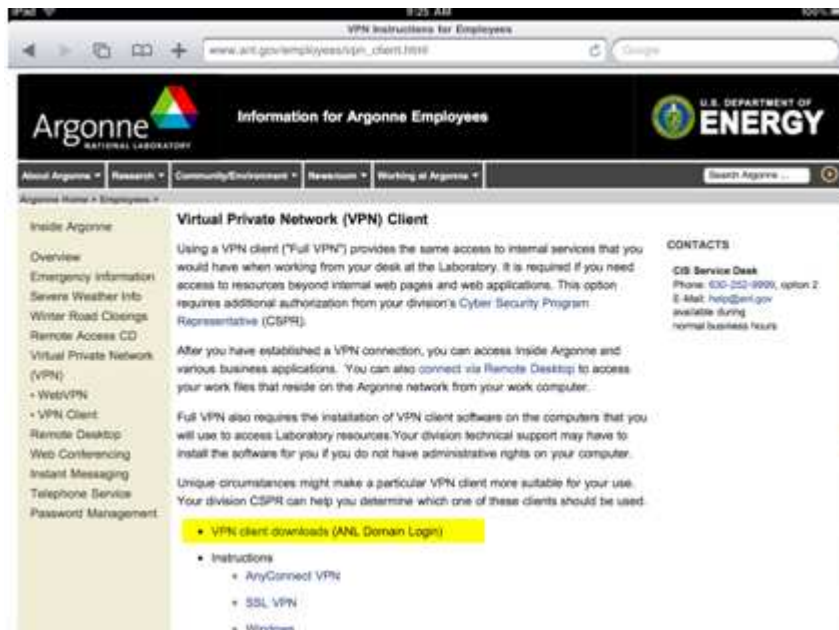 iPad
9:25 AM
100%
VPN Instructions for Employees
www.anl.gov/employees/vpn_client.html
Google
Argonne
NATIONAL LABORATORY
Information for Argonne Employees
U.S. DEPARTMENT OF
ENERGY
About Argonne
Research
Community/Environment
Newsroom
Working at Argonne
Search Argonne ...
Argonne Home > Employees >
Inside Argonne
Overview
Emergency Information
Severe Weather Info
Winter Road Closings
Remote Access CD
Virtual Private Network
(VPN)
• WebVPN
• VPN Client
Remote Desktop
Web Conferencing
Instant Messaging
Telephone Service
Password Management
Virtual Private Network (VPN) Client
Using a VPN client ("Full VPN") provides the same access to internal services that you
would have when working from your desk at the Laboratory. It is required if you need
access to resources beyond internal web pages and web applications. This option
requires additional authorization from your division's Cyber Security Program
Representative (CSPR).
After you have established a VPN connection, you can access Inside Argonne and
various business applications. You can also connect via Remote Desktop to access
your work files that reside on the Argonne network from your work computer.
Full VPN also requires the installation of VPN client software on the computers that you
will use to access Laboratory resources.Your division technical support may have to
install the software for you if you do not have administrative rights on your computer.
Unique circumstances might make a particular VPN client more suitable for your use.
Your division CSPR can help you determine which one of these clients should be used.
• VPN client downloads (ANL Domain Login)
• Instructions
• AnyConnect VPN
• SSL VPN
• Windows
CONTACTS
CIS Service Desk
Phone: 630-252-9999, option 2
E-Mail: help@anl.gov
available during
normal business hours